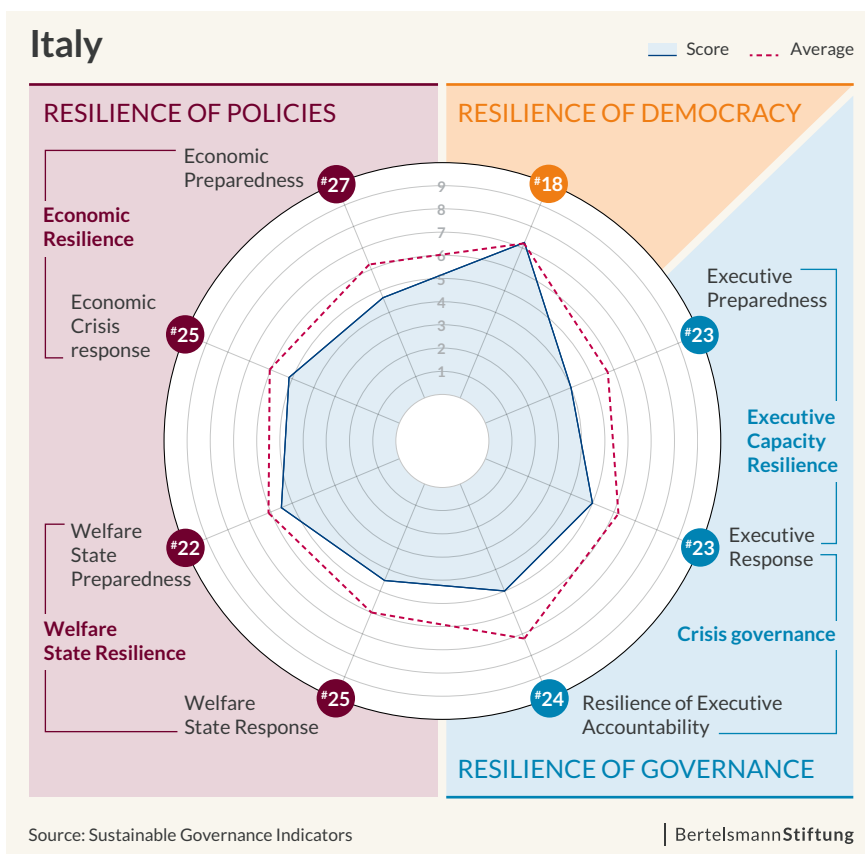 Italy
Score
Average
RESILIENCE OF POLICIES
RESILIENCE OF DEMOCRACY
Economic
Preparedness
#27
#18
Economic
Resilience
Economic
Crisis
response
#25
9
8
7
6
5
4
3
2
1
Executive
Preparedness
#23
Executive
Capacity
Resilience
Welfare
State
Preparedness
#22
Executive
Response
#23
Welfare
State Resilience
Crisis governance
Welfare
State Response
#25
#24
Resilience of Executive
Accountability
RESILIENCE OF GOVERNANCE
Source: Sustainable Governance Indicators
BertelsmannStiftung